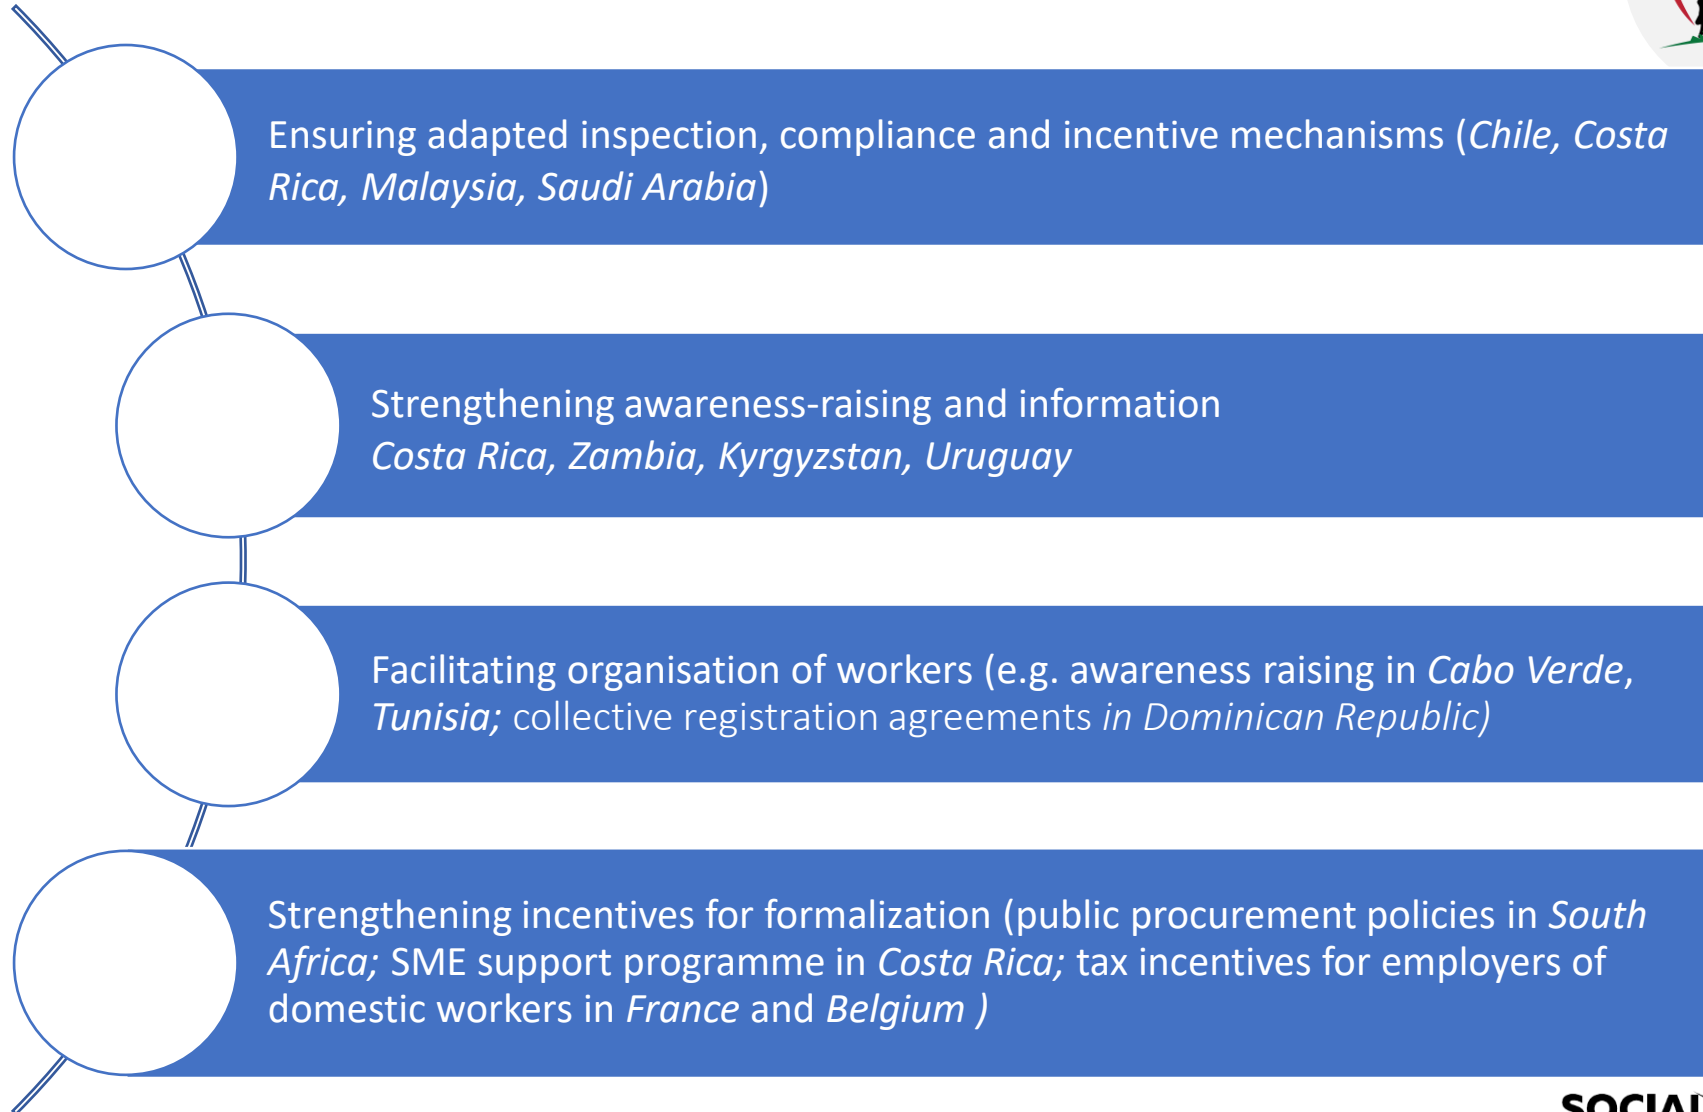 Ensuring adapted inspection, compliance and incentive mechanisms (Chile, Costa
Rica, Malaysia, Saudi Arabia)
Strengthening awareness-raising and information
Costa Rica, Zambia, Kyrgyzstan, Uruguay
Facilitating organisation of workers (e.g. awareness raising in Cabo Verde,
Tunisia; collective registration agreements in Dominican Republic)
Strengthening incentives for formalization (public procurement policies in South
Africa; SME support programme in Costa Rica; tax incentives for employers of
domestic workers in France and Belgium )
SOCIAL